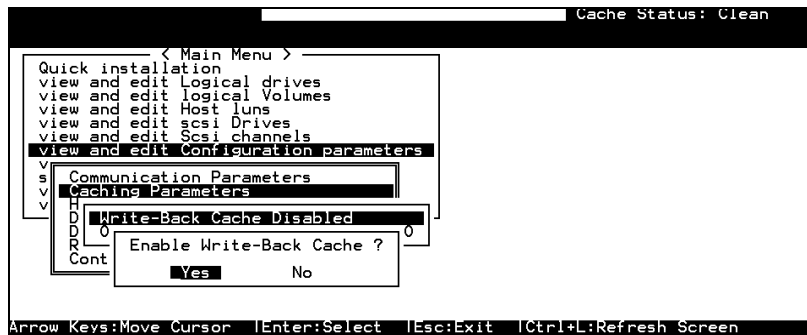 Cache Status: Clean
< Main Menu >
Quick installation
view and edit Logical drives
view and edit logical Volumes
view and edit Host luns
view and edit scsi Drives
view and edit Scsi channels
view and edit Configuration parameters
v
s Communication Parameters
v Caching Parameters
v H
D Write-Back Cache Disabled
D O O
R Enable Write-Back Cache ?
Cont
Yes No
Arrow Keys:Move Cursor |Enter:Select |Esc:Exit |Ctrl+L:Refresh Screen